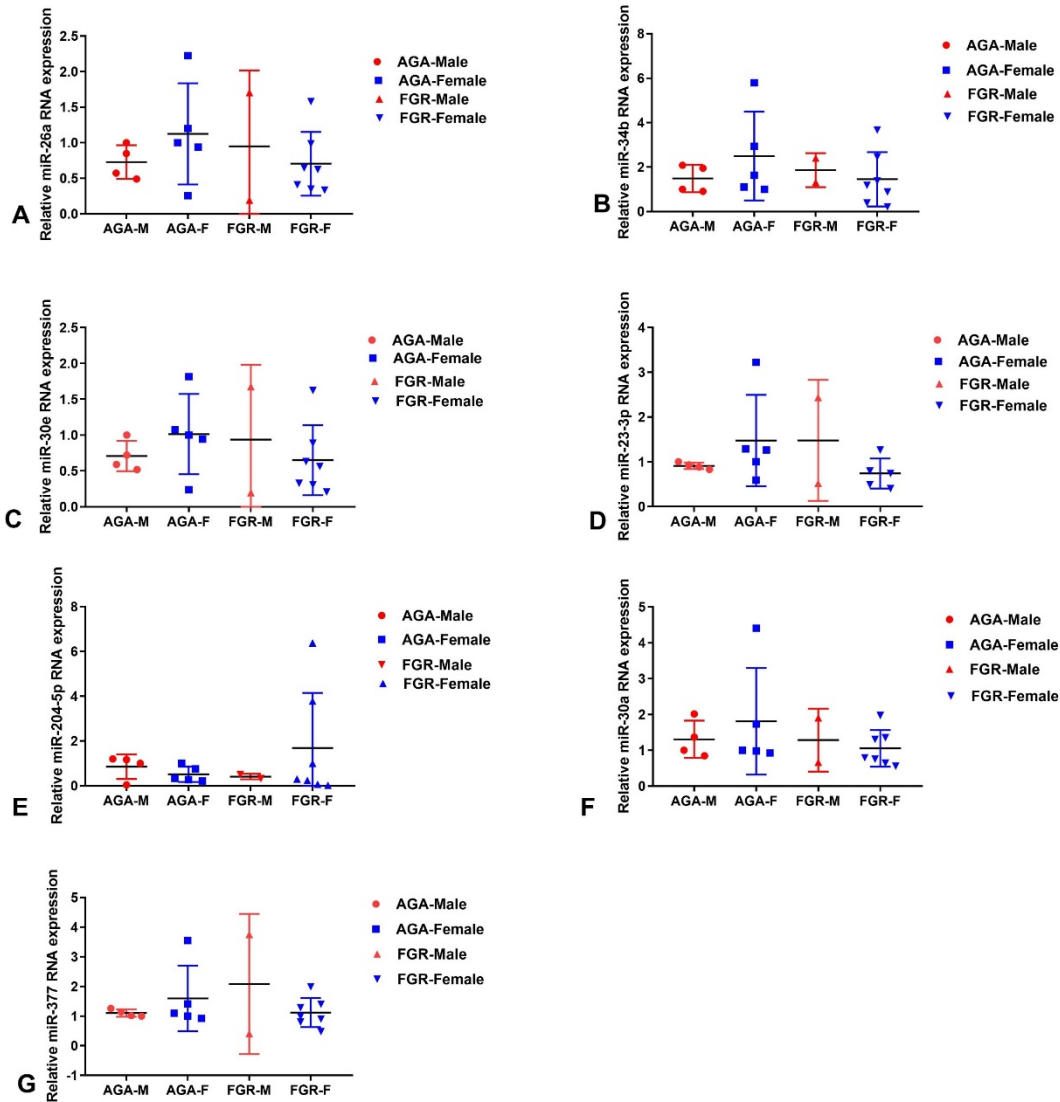 Relative miR-26a RNA expression
2.5
2.0
1.5
1.0
0.5
0.0
AGA-M AGA-F FGR-M FGR-F
AGA-Male
AGA-Female
FGR-Male
FGR-Female
A
Relative miR-34b RNA expression
8
6
4
2
0
AGA-M AGA-F FGR-M FGR-F
AGA-Male
AGA-Female
FGR-Male
FGR-Female
B
Relative miR-30e RNA expression
2.5
2.0
1.5
1.0
0.5
0.0
AGA-M AGA-F FGR-M FGR-F
AGA-Male
AGA-Female
FGR-Male
FGR-Female
C
Relative miR-23-3p RNA expression
4
3
2
1
0
AGA-M AGA-F FGR-M FGR-F
AGA-Male
AGA-Female
FGR-Male
FGR-Female
D
Relative miR-204-5p RNA expression
8
6
4
2
0
AGA-M AGA-F FGR-M FGR-F
AGA-Male
AGA-Female
FGR-Male
FGR-Female
E
Relative miR-30a RNA expression
5
4
3
2
1
0
AGA-M AGA-F FGR-M FGR-F
AGA-Male
AGA-Female
FGR-Male
FGR-Female
F
Relative miR-377 RNA expression
5
4
3
2
1
0
-1
AGA-M AGA-F FGR-M FGR-F
AGA-Male
AGA-Female
FGR-Male
FGR-Female
G